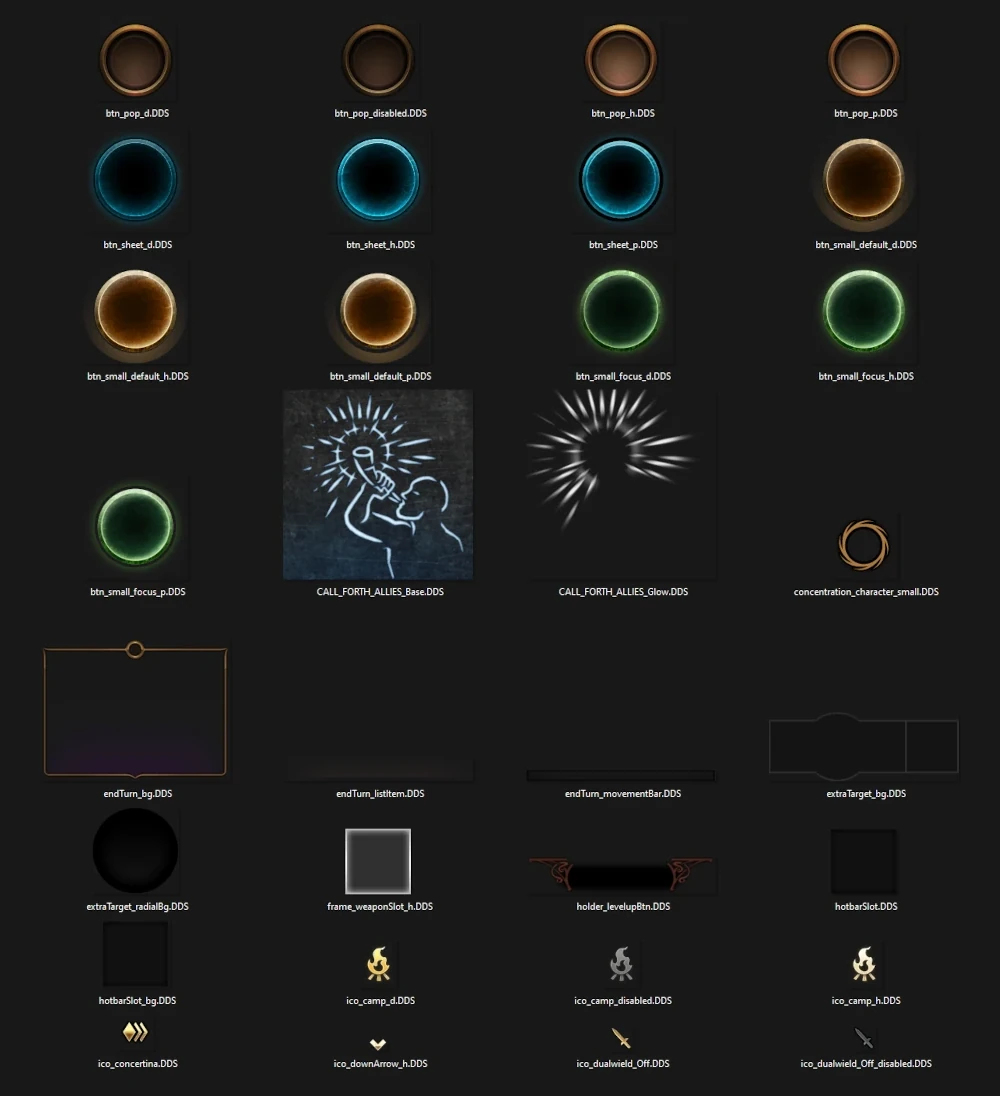 btn_pop_d.DDS
btn_pop_disabled.DDS
btn_pop_h.DDS
btn_pop_p.DDS
btn_sheet_d.DDS
btn_sheet_h.DDS
btn_sheet_p.DDS
btn_small_default_d.DDS
btn_small_default_h.DDS
btn_small_default_p.DDS
btn_small_focus_d.DDS
btn_small_focus_h.DDS
btn_small_focus_p.DDS
CALL_FORTH_ALLIES_Base.DDS
CALL_FORTH_ALLIES_Glow.DDS
concentration_character_small.DDS
endTurn_bg.DDS
endTurn_listItem.DDS
endTurn_movementBar.DDS
extraTarget_bg.DDS
extraTarget_radialBg.DDS
frame_weaponSlot_h.DDS
holder_levelupBtn.DDS
hotbarSlot.DDS
hotbarSlot_bg.DDS
ico_camp_d.DDS
ico_camp_disabled.DDS
ico_camp_h.DDS
ico_concertina.DDS
ico_downArrow_h.DDS
ico_dualwield_Off.DDS
ico_dualwield_Off_disabled.DDS